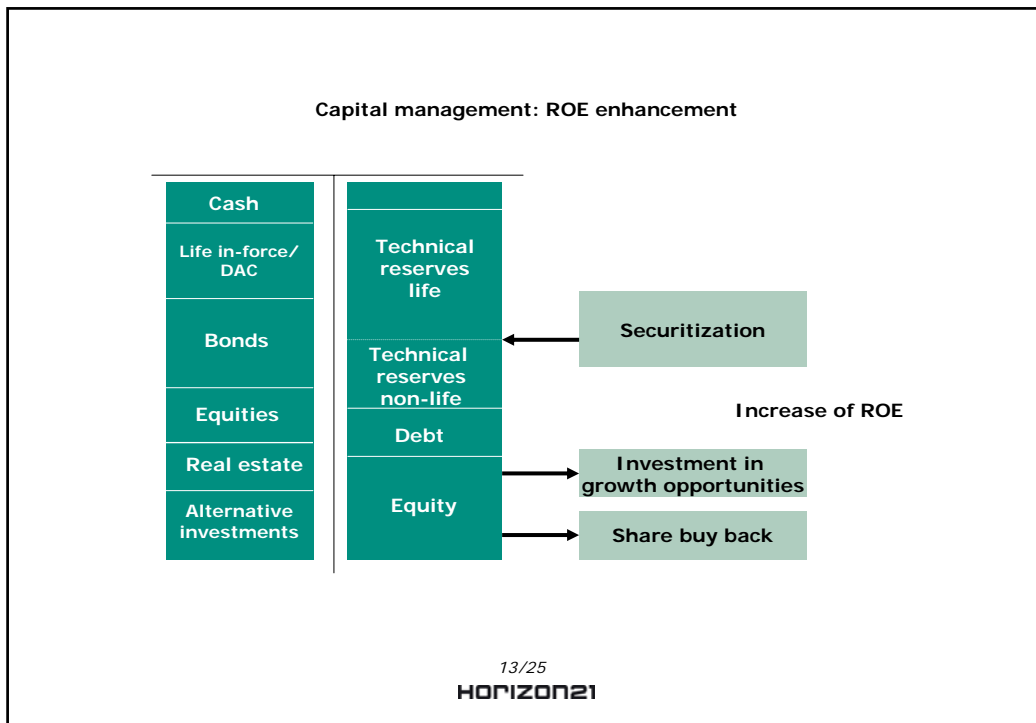 Capital management: ROE enhancement
Cash
Life in-force/
DAC
Bonds
Equities
Real estate
Alternative
investments
Technical
reserves
life
Technical
reserves
non-life
Debt
Equity
Securitization
Increase of ROE
Investment in
growth opportunities
Share buy back
13/25
HORIZON21